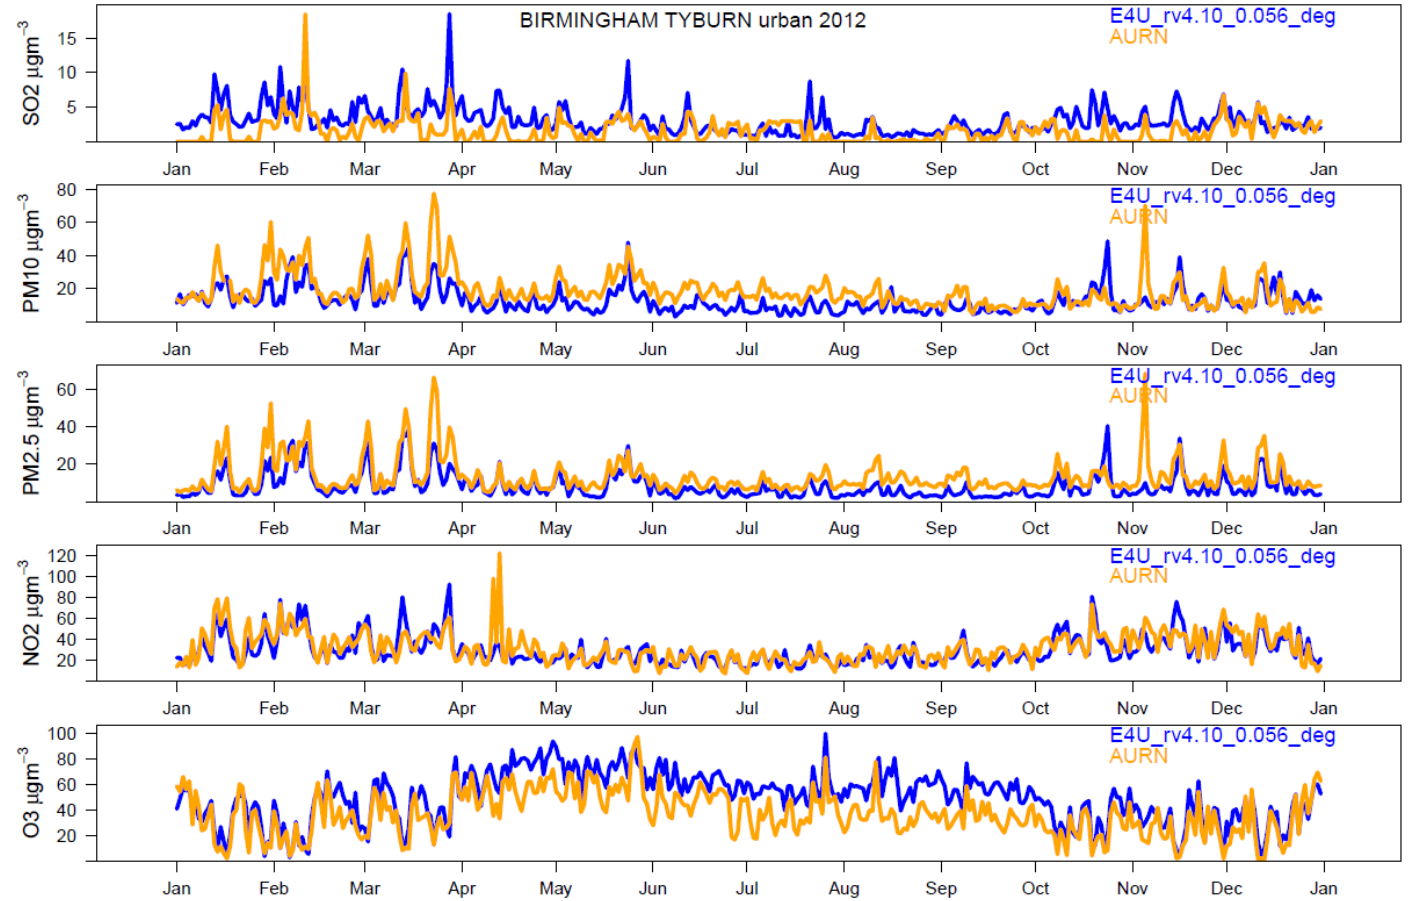 BIRMINGHAM TYBURN urban 2012
E4U_rv4.10_0.056_deg
AURN
SO2 µgm⁻³
15
10
5
Jan Feb Mar Apr May Jun Jul Aug Sep Oct Nov Dec Jan
E4U_rv4.10_0.056_deg
AURN
PM10 µgm⁻³
80
60
40
20
Jan Feb Mar Apr May Jun Jul Aug Sep Oct Nov Dec Jan
E4U_rv4.10_0.056_deg
AURN
PM2.5 µgm⁻³
60
40
20
Jan Feb Mar Apr May Jun Jul Aug Sep Oct Nov Dec Jan
E4U_rv4.10_0.056_deg
AURN
NO2 µgm⁻³
120
100
80
60
40
20
Jan Feb Mar Apr May Jun Jul Aug Sep Oct Nov Dec Jan
E4U_rv4.10_0.056_deg
AURN
O3 µgm⁻³
100
80
60
40
20
Jan Feb Mar Apr May Jun Jul Aug Sep Oct Nov Dec Jan